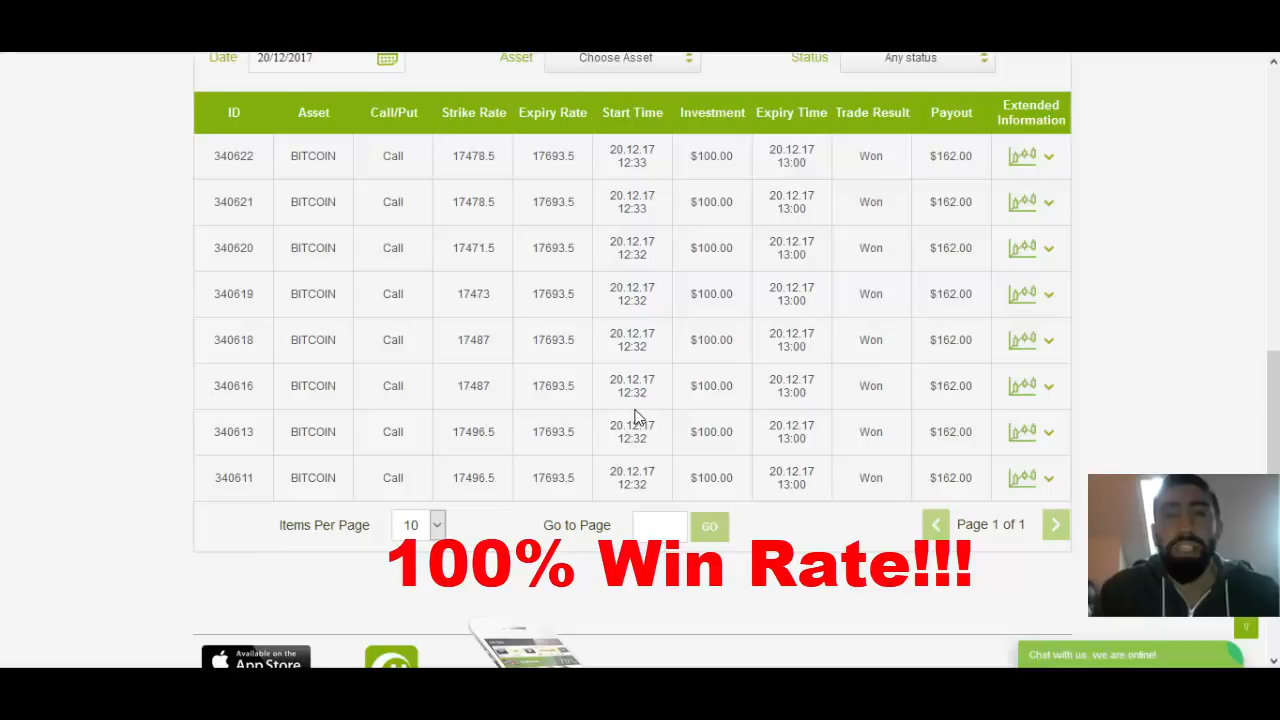 Date 20/12/2017 Asset Choose Asset Status Any status
ID Asset Call/Put Strike Rate Expiry Rate Start Time Investment Expiry Time Trade Result Payout Extended Information
340622 BITCOIN Call 17478.5 17693.5 20.12.17 12:33 $100.00 20.12.17 13:00 Won $162.00
340621 BITCOIN Call 17478.5 17693.5 20.12.17 12:33 $100.00 20.12.17 13:00 Won $162.00
340620 BITCOIN Call 17471.5 17693.5 20.12.17 12:32 $100.00 20.12.17 13:00 Won $162.00
340619 BITCOIN Call 17473 17693.5 20.12.17 12:32 $100.00 20.12.17 13:00 Won $162.00
340618 BITCOIN Call 17487 17693.5 20.12.17 12:32 $100.00 20.12.17 13:00 Won $162.00
340616 BITCOIN Call 17487 17693.5 20.12.17 12:32 $100.00 20.12.17 13:00 Won $162.00
340613 BITCOIN Call 17496.5 17693.5 20.12.17 12:32 $100.00 20.12.17 13:00 Won $162.00
340611 BITCOIN Call 17496.5 17693.5 20.12.17 12:32 $100.00 20.12.17 13:00 Won $162.00
Items Per Page 10 Go to Page GO Page 1 of 1
100% Win Rate!!!
Available on the
App Store
Chat with us, we are online!